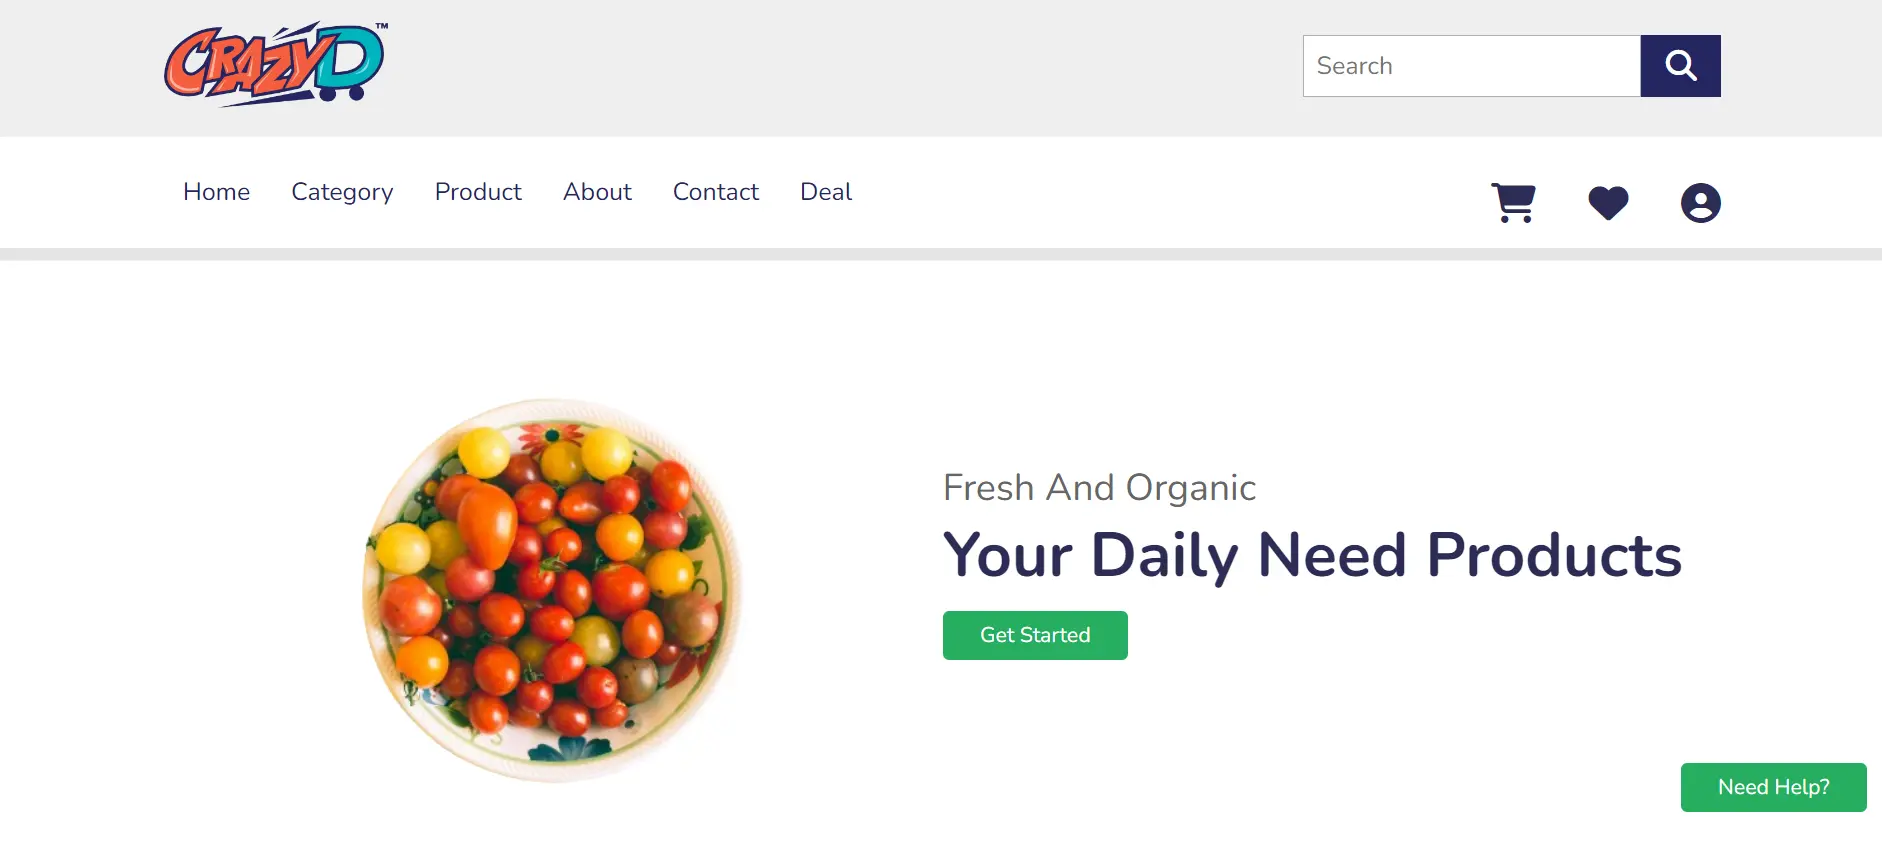 CRAZYD™
Search
Home Category Product About Contact Deal
Fresh And Organic
Your Daily Need Products
Get Started
Need Help?